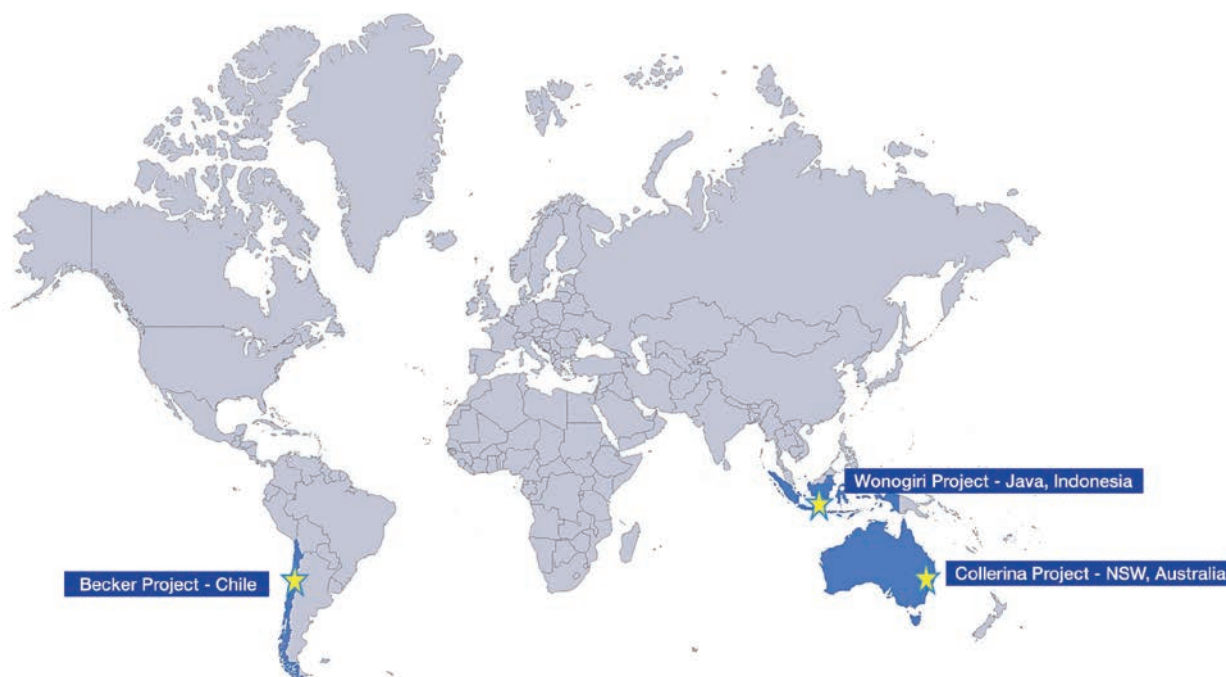 Wonogiri Project - Java, Indonesia
Collerina Project - NSW, Australia
Becker Project - Chile